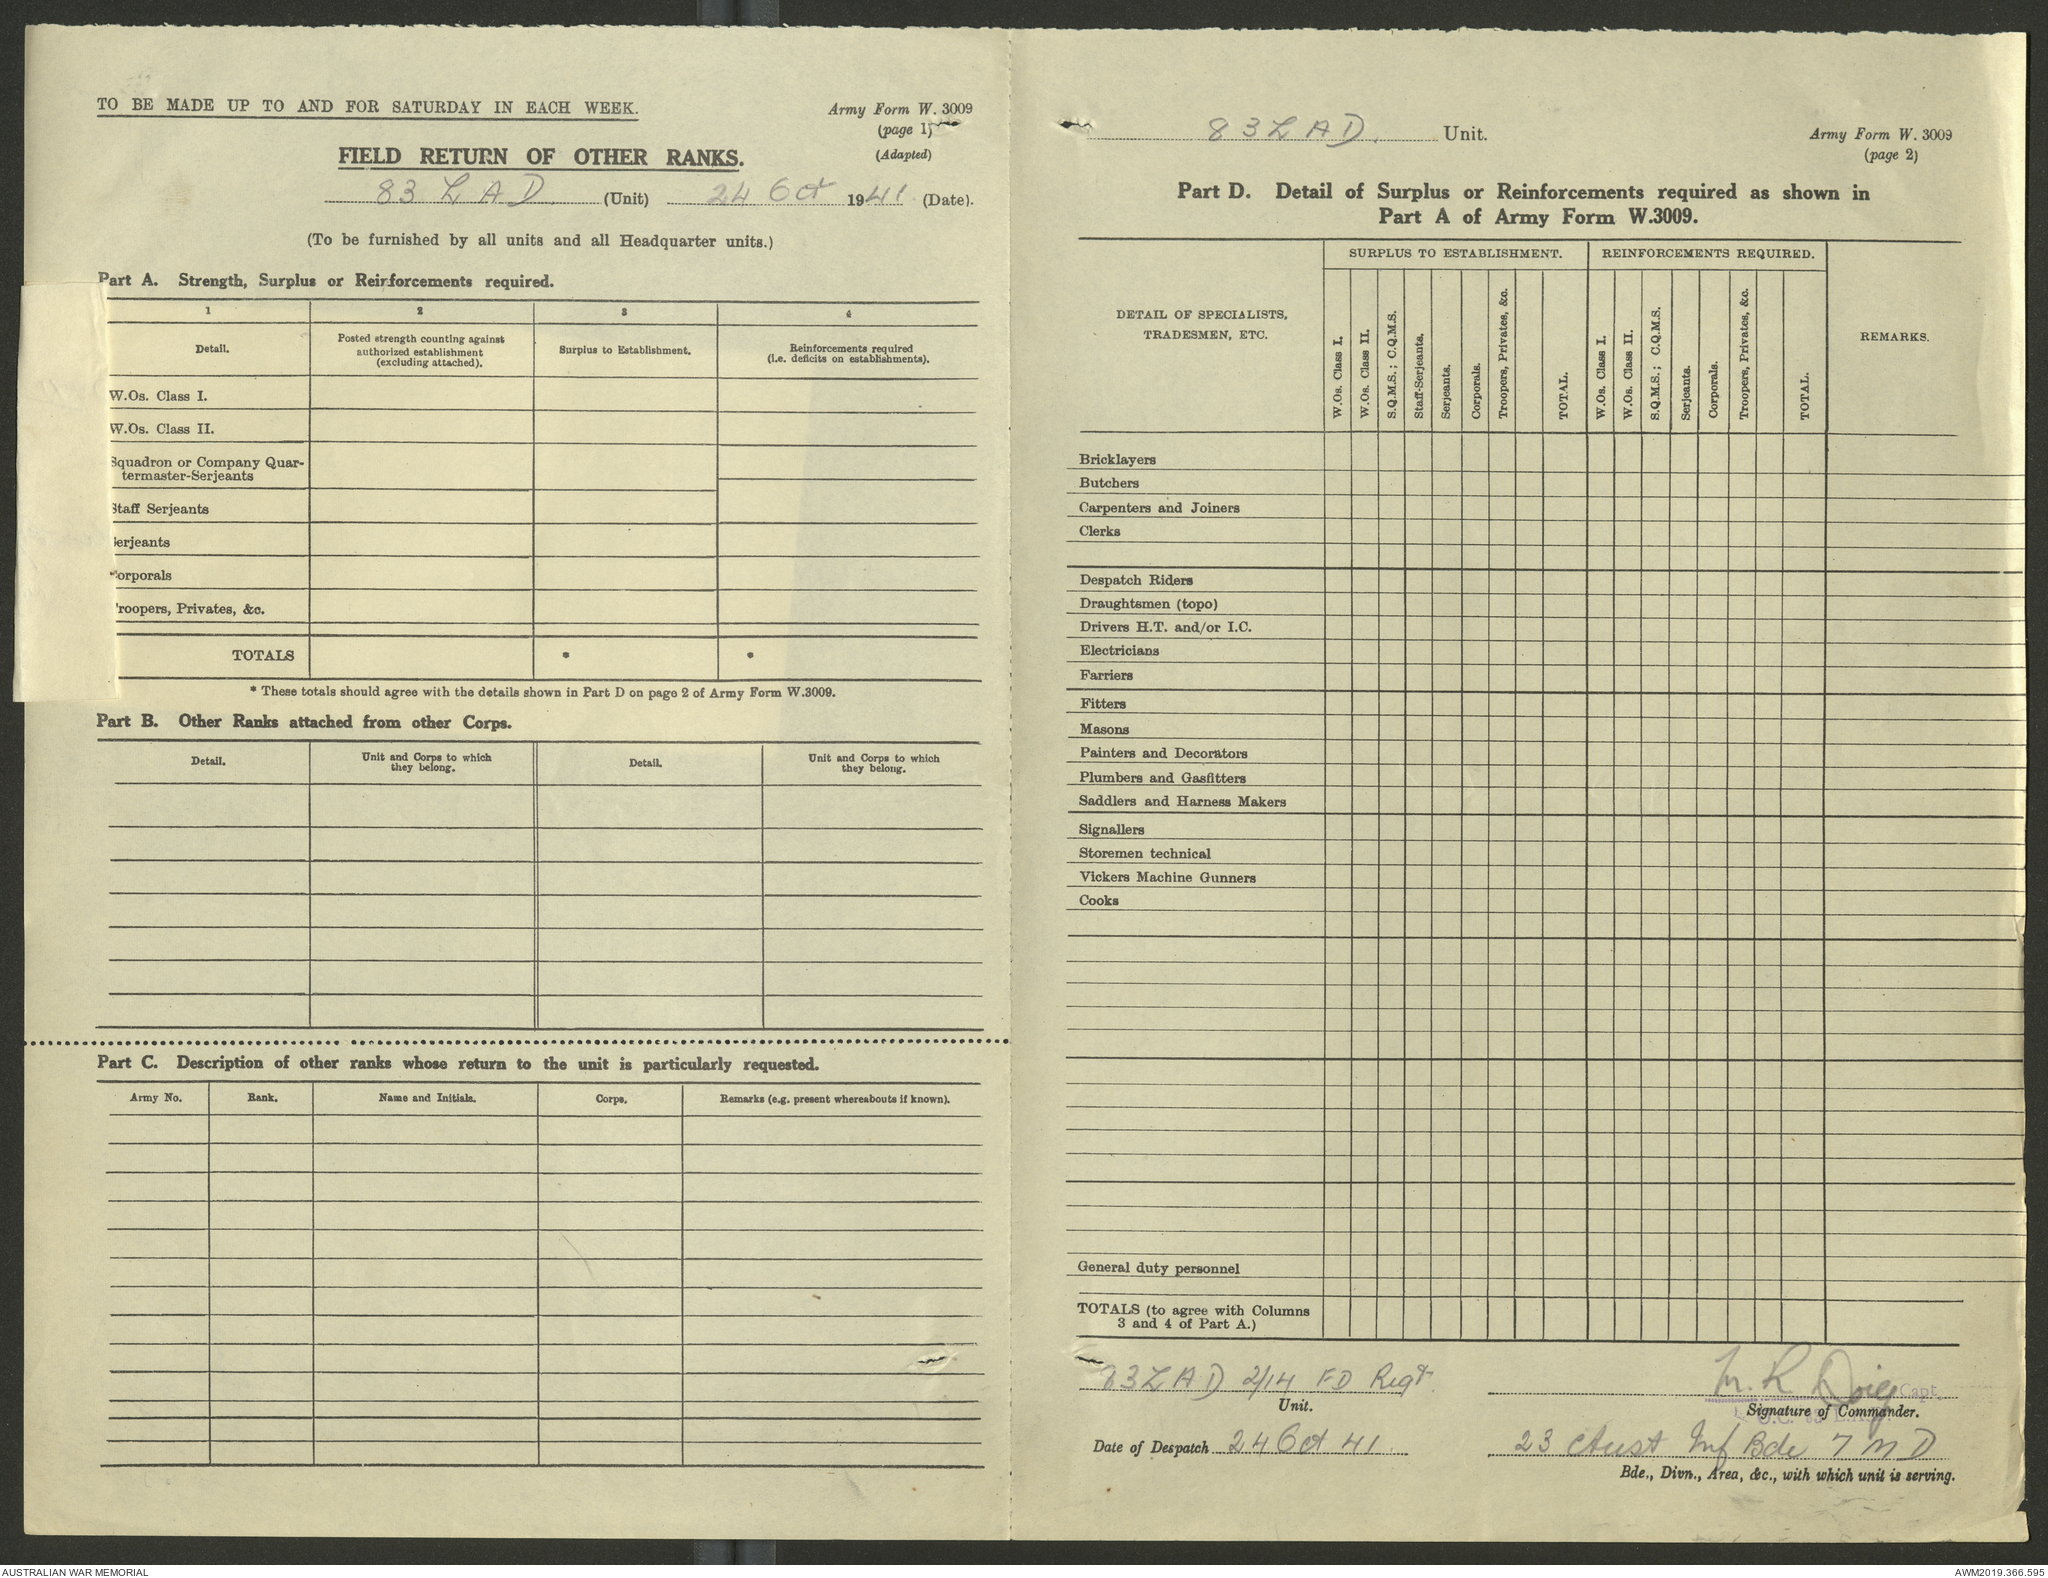 TO BE MADE UP TO AND FOR SATURDAY IN EACH WEEK.
Army Form W. 3009
(page 1)
(Adapted)
FIELD RETURN OF OTHER RANKS.
83 L A D (Unit) 24 Oct 1941 (Date).
(To be furnished by all units and all Headquarter units.)
Part A. Strength, Surplus or Reinforcements required.
1 2 3 4
Detail.
Posted strength counting against
authorized establishment
(excluding attached).
Surplus to Establishment.
Reinforcements required
(i.e. deficits on establishments).
W.Os. Class I.
W.Os. Class II.
Squadron or Company Quar-
termaster-Serjeants
Staff Serjeants
Serjeants
Corporals
Troopers, Privates, &c.
TOTALS * *
* These totals should agree with the details shown in Part D on page 2 of Army Form W.3009.
Part B. Other Ranks attached from other Corps.
Detail.
Unit and Corps to which
they belong.
Detail.
Unit and Corps to which
they belong.
Part C. Description of other ranks whose return to the unit is particularly requested.
Army No. Rank. Name and Initials. Corps. Remarks (e.g. present whereabouts if known).
83 L A D. Unit.
Army Form W. 3009
(page 2)
Part D. Detail of Surplus or Reinforcements required as shown in
Part A of Army Form W.3009.
DETAIL OF SPECIALISTS,
TRADESMEN, ETC.
SURPLUS TO ESTABLISHMENT.
W.Os. Class I.
W.Os. Class II.
S.Q.M.S.; C.Q.M.S.
Staff-Serjeants.
Serjeants.
Corporals.
Troopers, Privates, &c.
TOTAL.
REINFORCEMENTS REQUIRED.
W.Os. Class I.
W.Os. Class II.
S.Q.M.S.; C.Q.M.S.
Serjeants.
Corporals.
Troopers, Privates, &c.
TOTAL.
REMARKS.
Bricklayers
Butchers
Carpenters and Joiners
Clerks
Despatch Riders
Draughtsmen (topo)
Drivers H.T. and/or I.C.
Electricians
Farriers
Fitters
Masons
Painters and Decorators
Plumbers and Gasfitters
Saddlers and Harness Makers
Signallers
Storemen technical
Vickers Machine Gunners
Cooks
General duty personnel
TOTALS (to agree with Columns
3 and 4 of Part A.)
83 L A D 2/14 FD Regt.
Unit.
Doig Capt.
Signature of Commander.
Date of Despatch 24 Oct 41
23 Aust Inf Bde 7 M D
Bde., Divn., Area, &c., with which unit is serving.
AUSTRALIAN WAR MEMORIAL
AWM2019.366.595